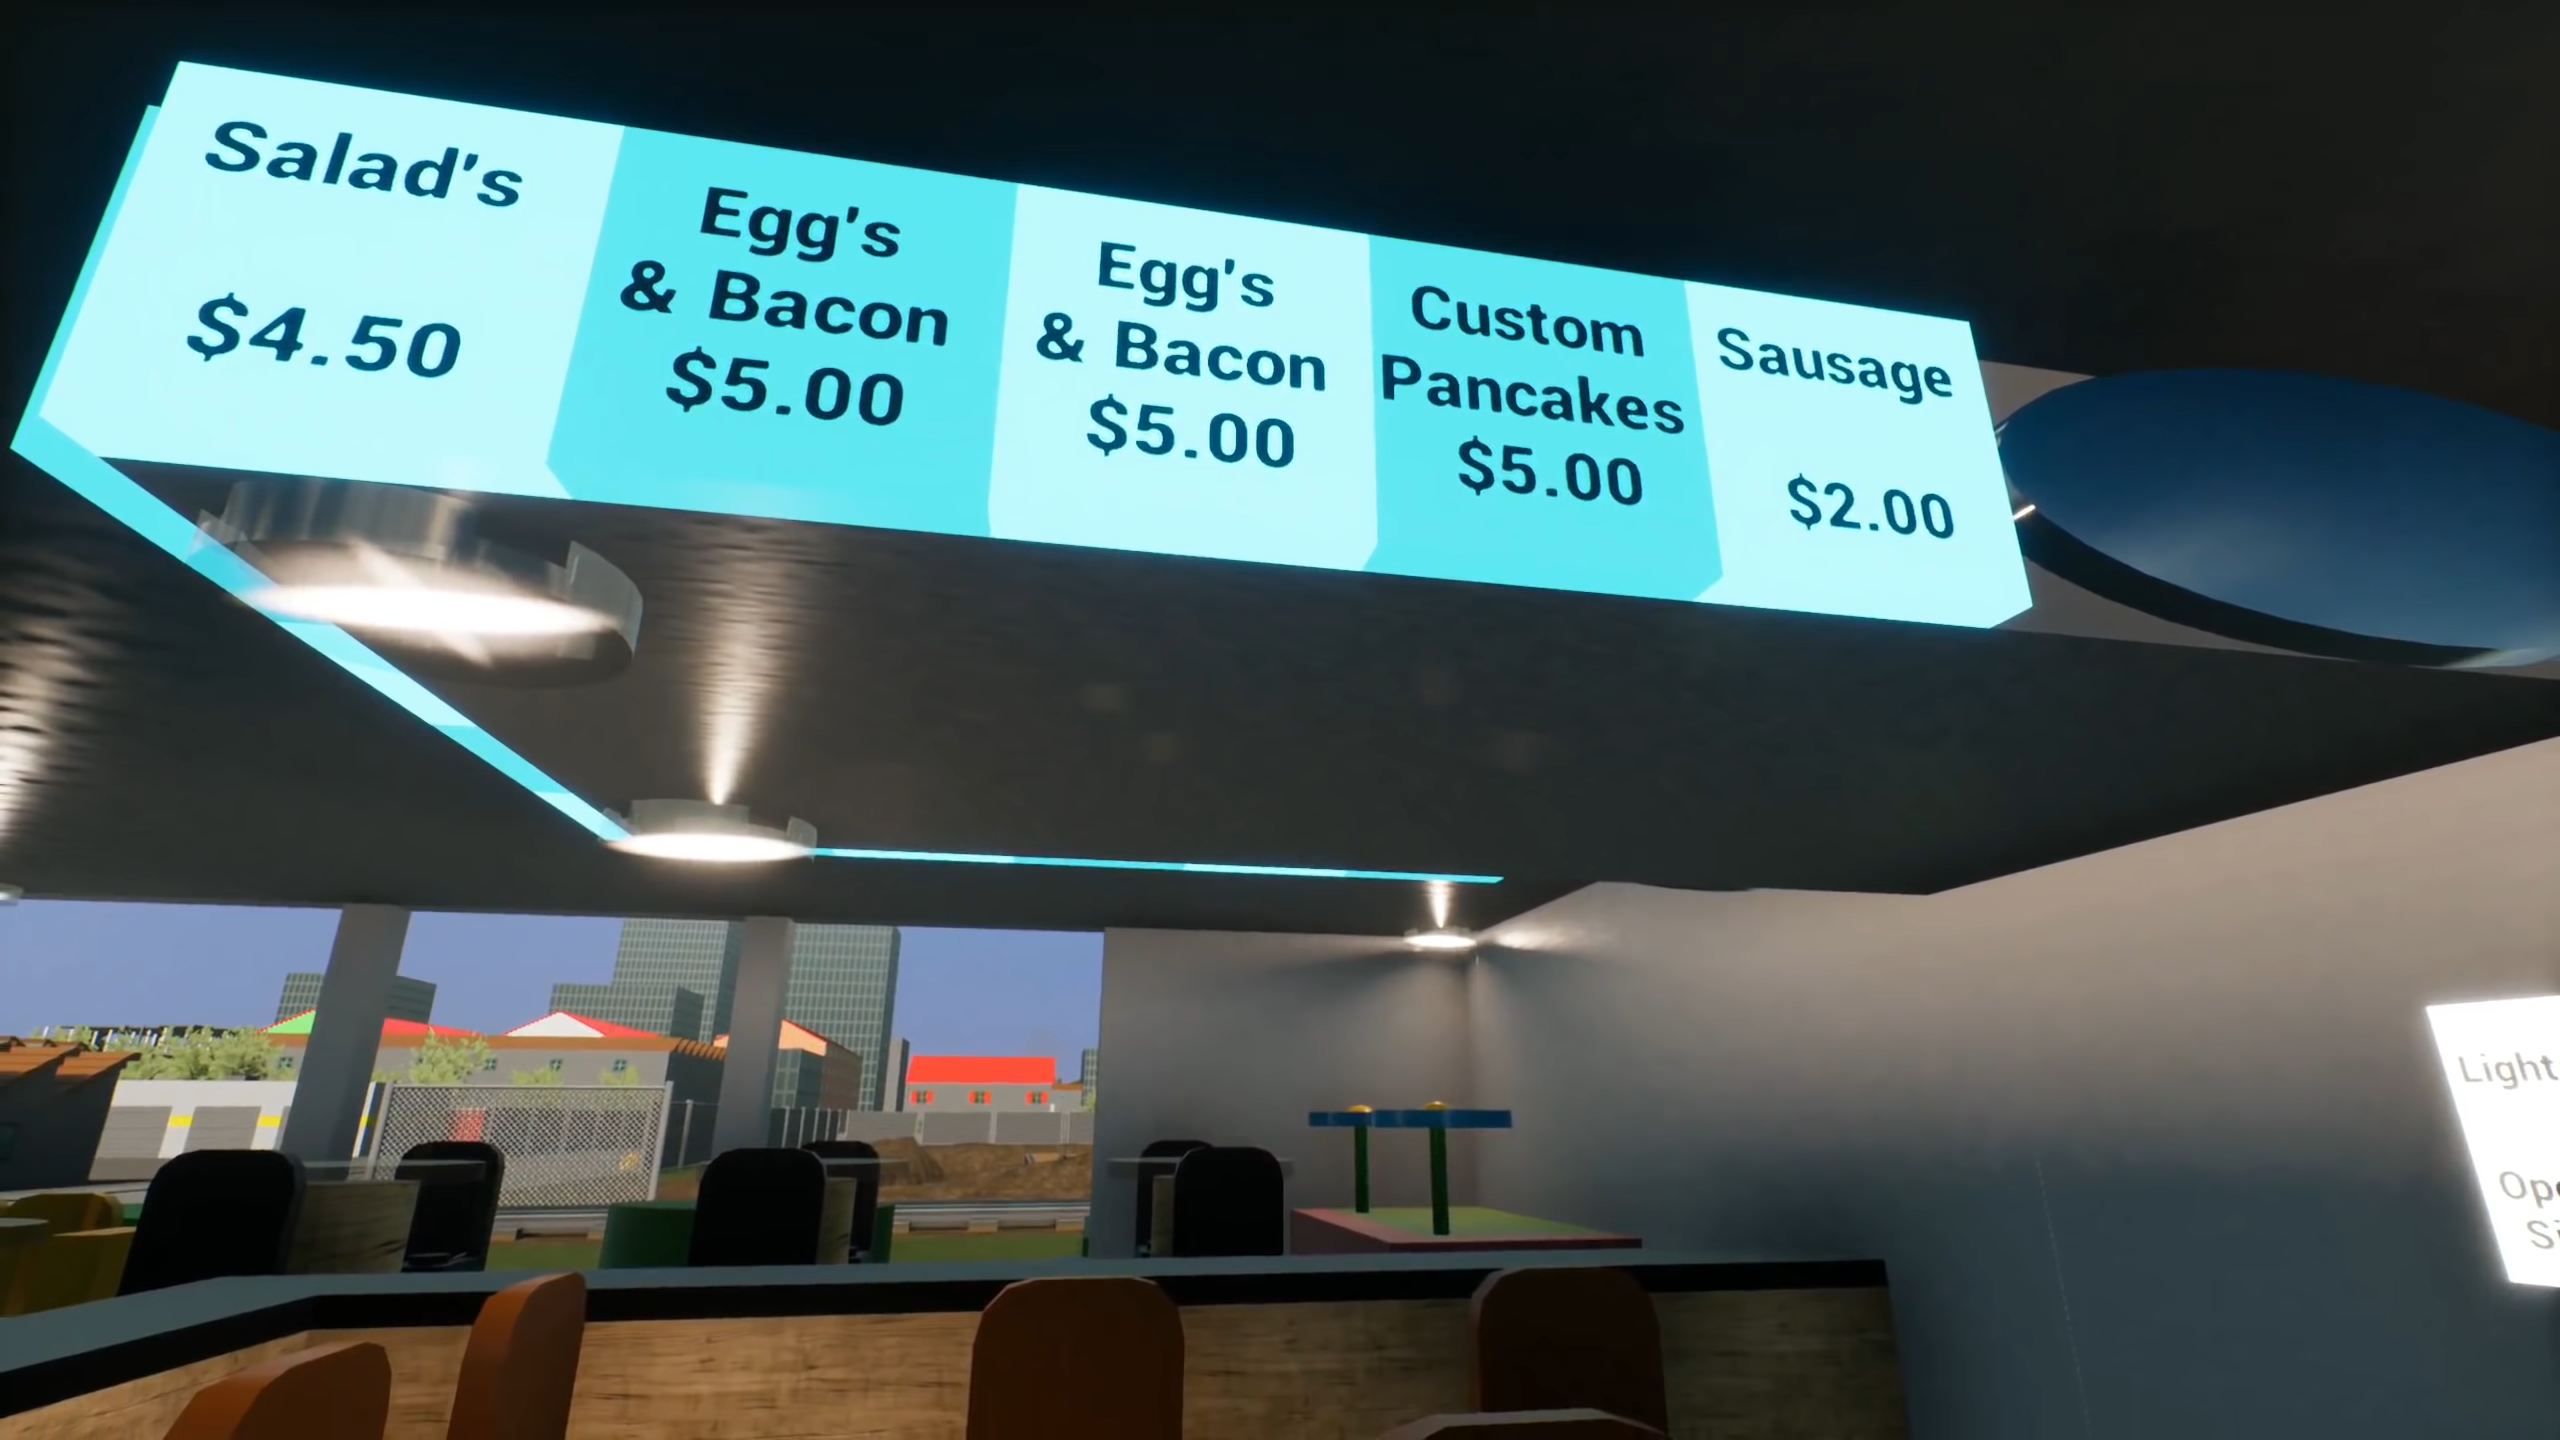 Salad's
$4.50
Egg's
& Bacon
$5.00
Egg's
& Bacon
$5.00
Custom
Pancakes
$5.00
Sausage
$2.00
Light